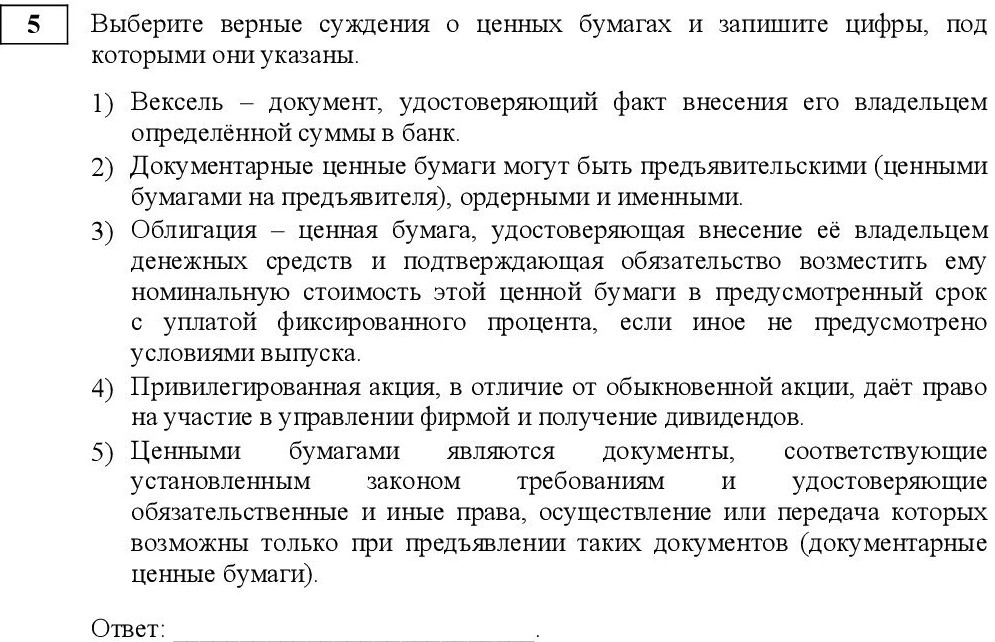 5 Выберите верные суждения о ценных бумагах и запишите цифры, под
которыми они указаны.
1) Вексель – документ, удостоверяющий факт внесения его владельцем
определённой суммы в банк.
2) Документарные ценные бумаги могут быть предъявительскими (ценными
бумагами на предъявителя), ордерными и именными.
3) Облигация – ценная бумага, удостоверяющая внесение её владельцем
денежных средств и подтверждающая обязательство возместить ему
номинальную стоимость этой ценной бумаги в предусмотренный срок
с уплатой фиксированного процента, если иное не предусмотрено
условиями выпуска.
4) Привилегированная акция, в отличие от обыкновенной акции, даёт право
на участие в управлении фирмой и получение дивидендов.
5) Ценными бумагами являются документы, соответствующие
установленным законом требованиям и удостоверяющие
обязательственные и иные права, осуществление или передача которых
возможны только при предъявлении таких документов (документарные
ценные бумаги).
Ответ: ___________________________.